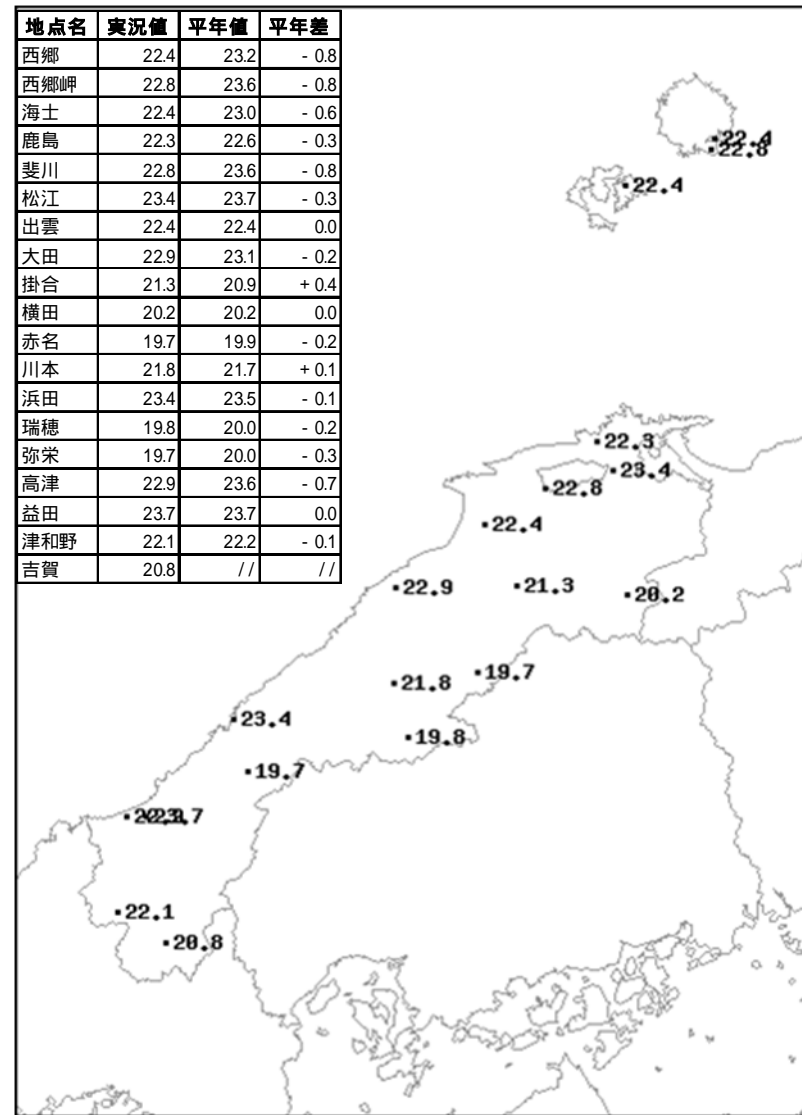 地点名 実況値 平年値 平年差
西郷 22.4 23.2 - 0.8
西郷岬 22.8 23.6 - 0.8
海士 22.4 23.0 - 0.6
鹿島 22.3 22.6 - 0.3
斐川 22.8 23.6 - 0.8
松江 23.4 23.7 - 0.3
出雲 22.4 22.4 0.0
大田 22.9 23.1 - 0.2
掛合 21.3 20.9 + 0.4
横田 20.2 20.2 0.0
赤名 19.7 19.9 - 0.2
川本 21.8 21.7 + 0.1
浜田 23.4 23.5 - 0.1
瑞穂 19.8 20.0 - 0.2
弥栄 19.7 20.0 - 0.3
高津 22.9 23.6 - 0.7
益田 23.7 23.7 0.0
津和野 22.1 22.2 - 0.1
吉賀 20.8 // //
22.4
22.8
22.4
22.3
23.4
22.8
22.4
22.9
21.3
20.2
19.7
21.8
23.4
19.8
19.7
22.1
20.8